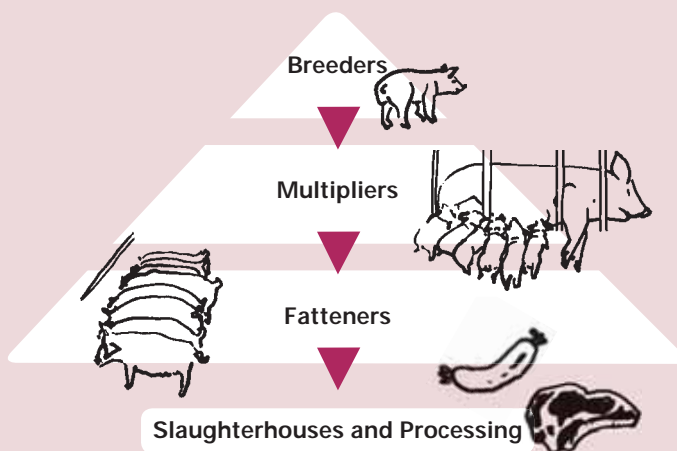 Breeders
Multipliers
Fatteners
Slaughterhouses and Processing